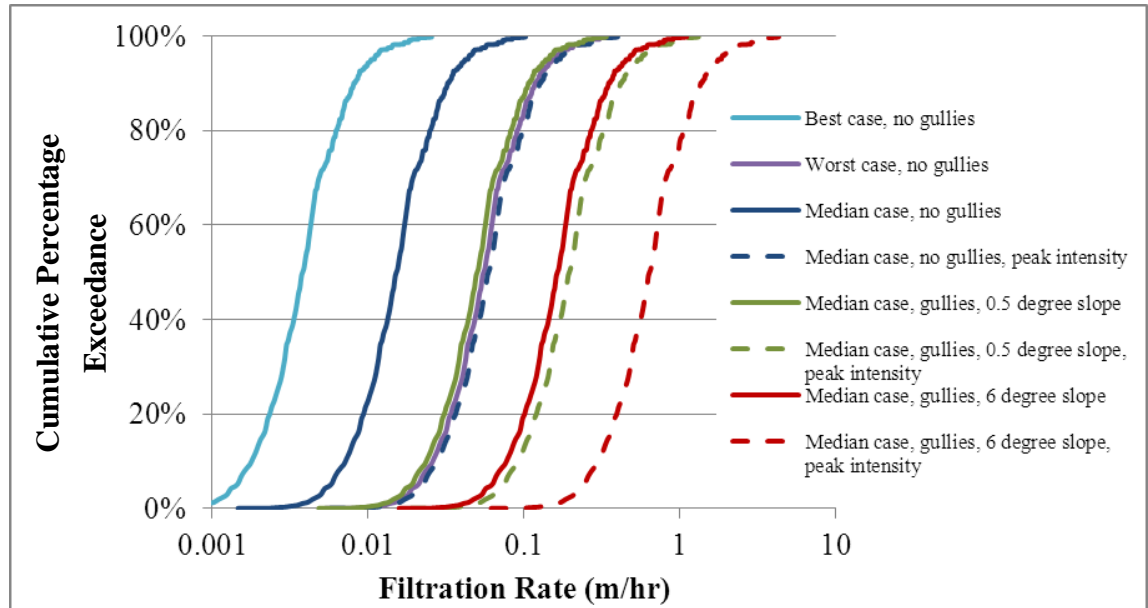 Cumulative Percentage
Exceedance
100%
80%
60%
40%
20%
0%
0.001
0.01
0.1
1
10
Filtration Rate (m/hr)
Best case, no gullies
Worst case, no gullies
Median case, no gullies
Median case, no gullies, peak intensity
Median case, gullies, 0.5 degree slope
Median case, gullies, 0.5 degree slope,
peak intensity
Median case, gullies, 6 degree slope
Median case, gullies, 6 degree slope,
peak intensity